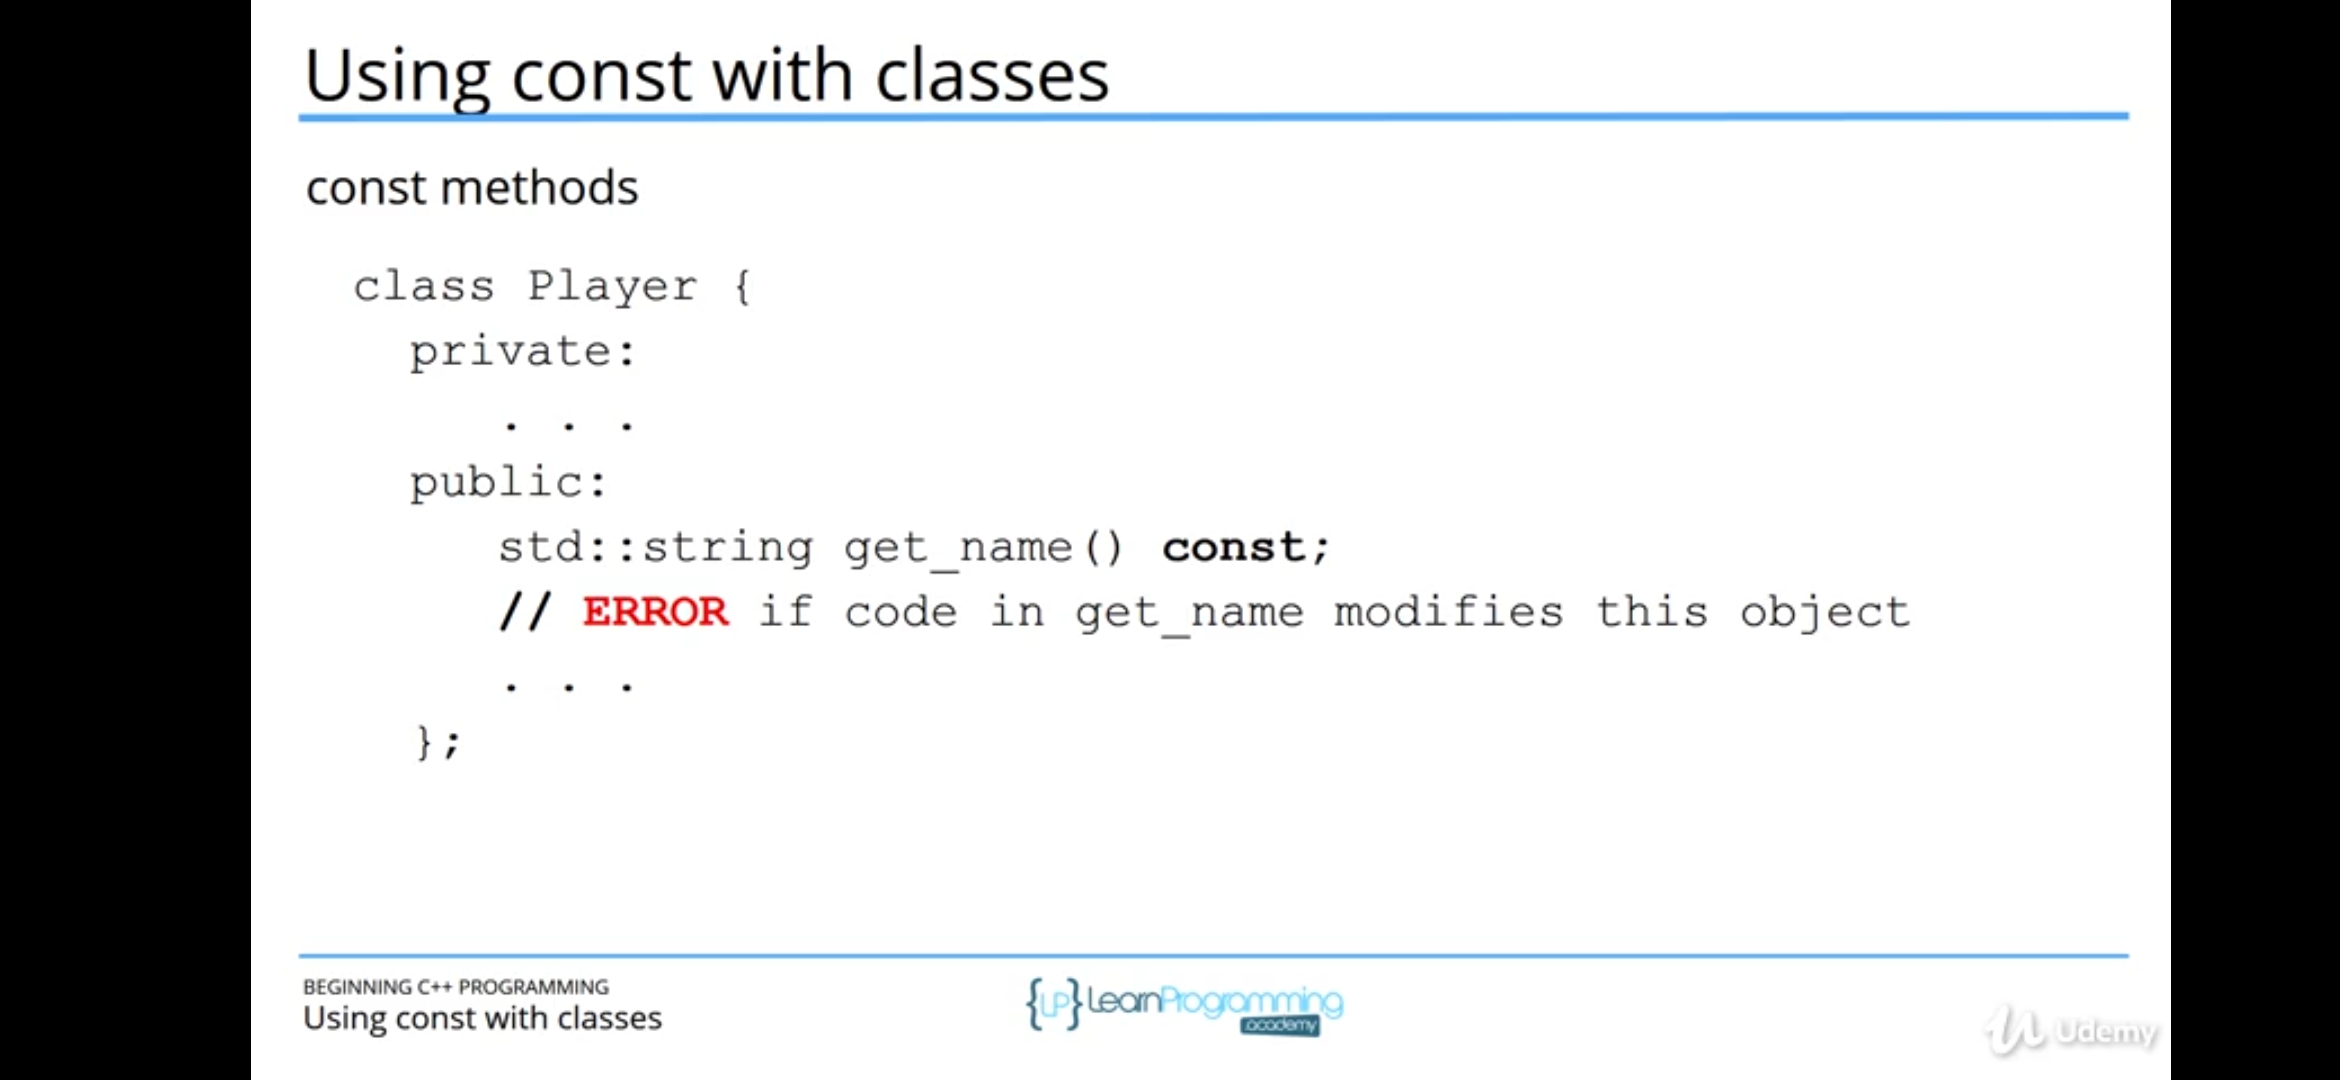 Using const with classes
const methods
class Player {
private:
. . .
public:
std::string get_name() const;
// ERROR if code in get_name modifies this object
. . .
};
BEGINNING C++ PROGRAMMING
Using const with classes
{LP} LearnProgramming
academy
Udemy